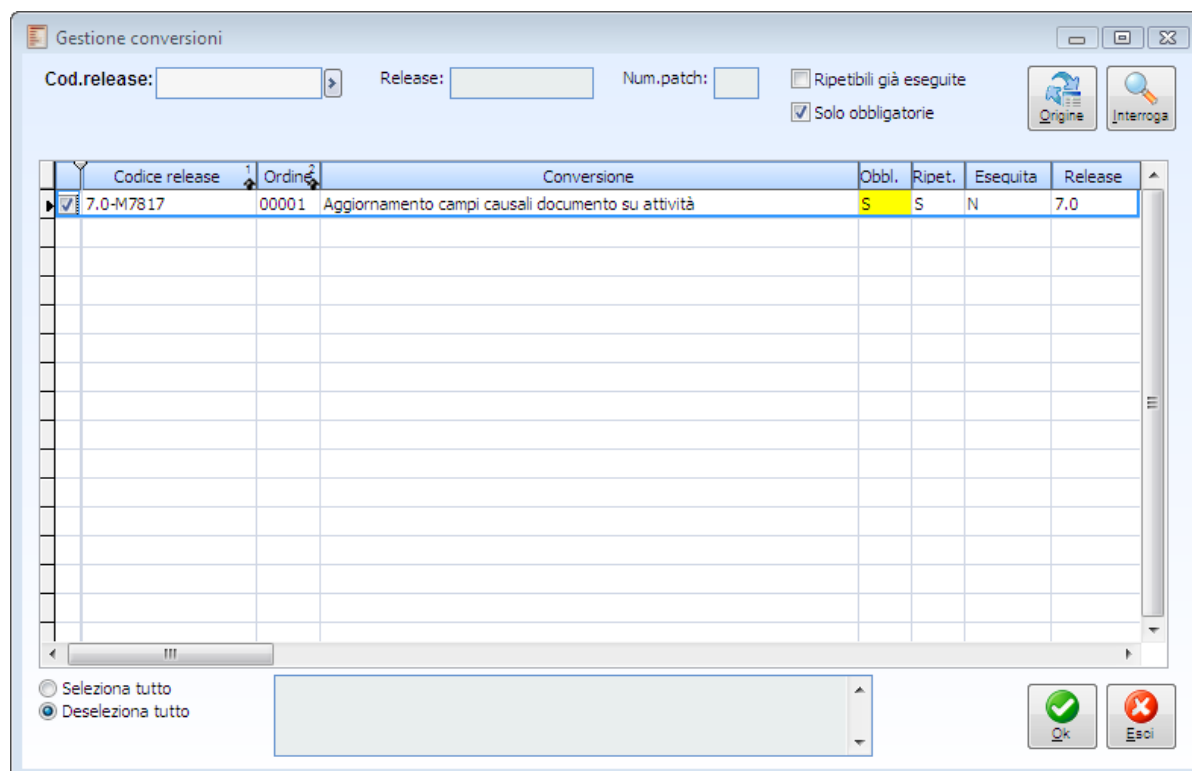 Gestione conversioni
Cod.release: Release: Num.patch: Ripetibili già eseguite
Solo obbligatorie
Origine Interroga
Codice release 1 Ordine 2 Conversione Obbl. Ripet. Eseguita Release
7.0-M7817 00001 Aggiornamento campi causali documento su attività S S N 7.0
Seleziona tutto
Deseleziona tutto
Ok Esci